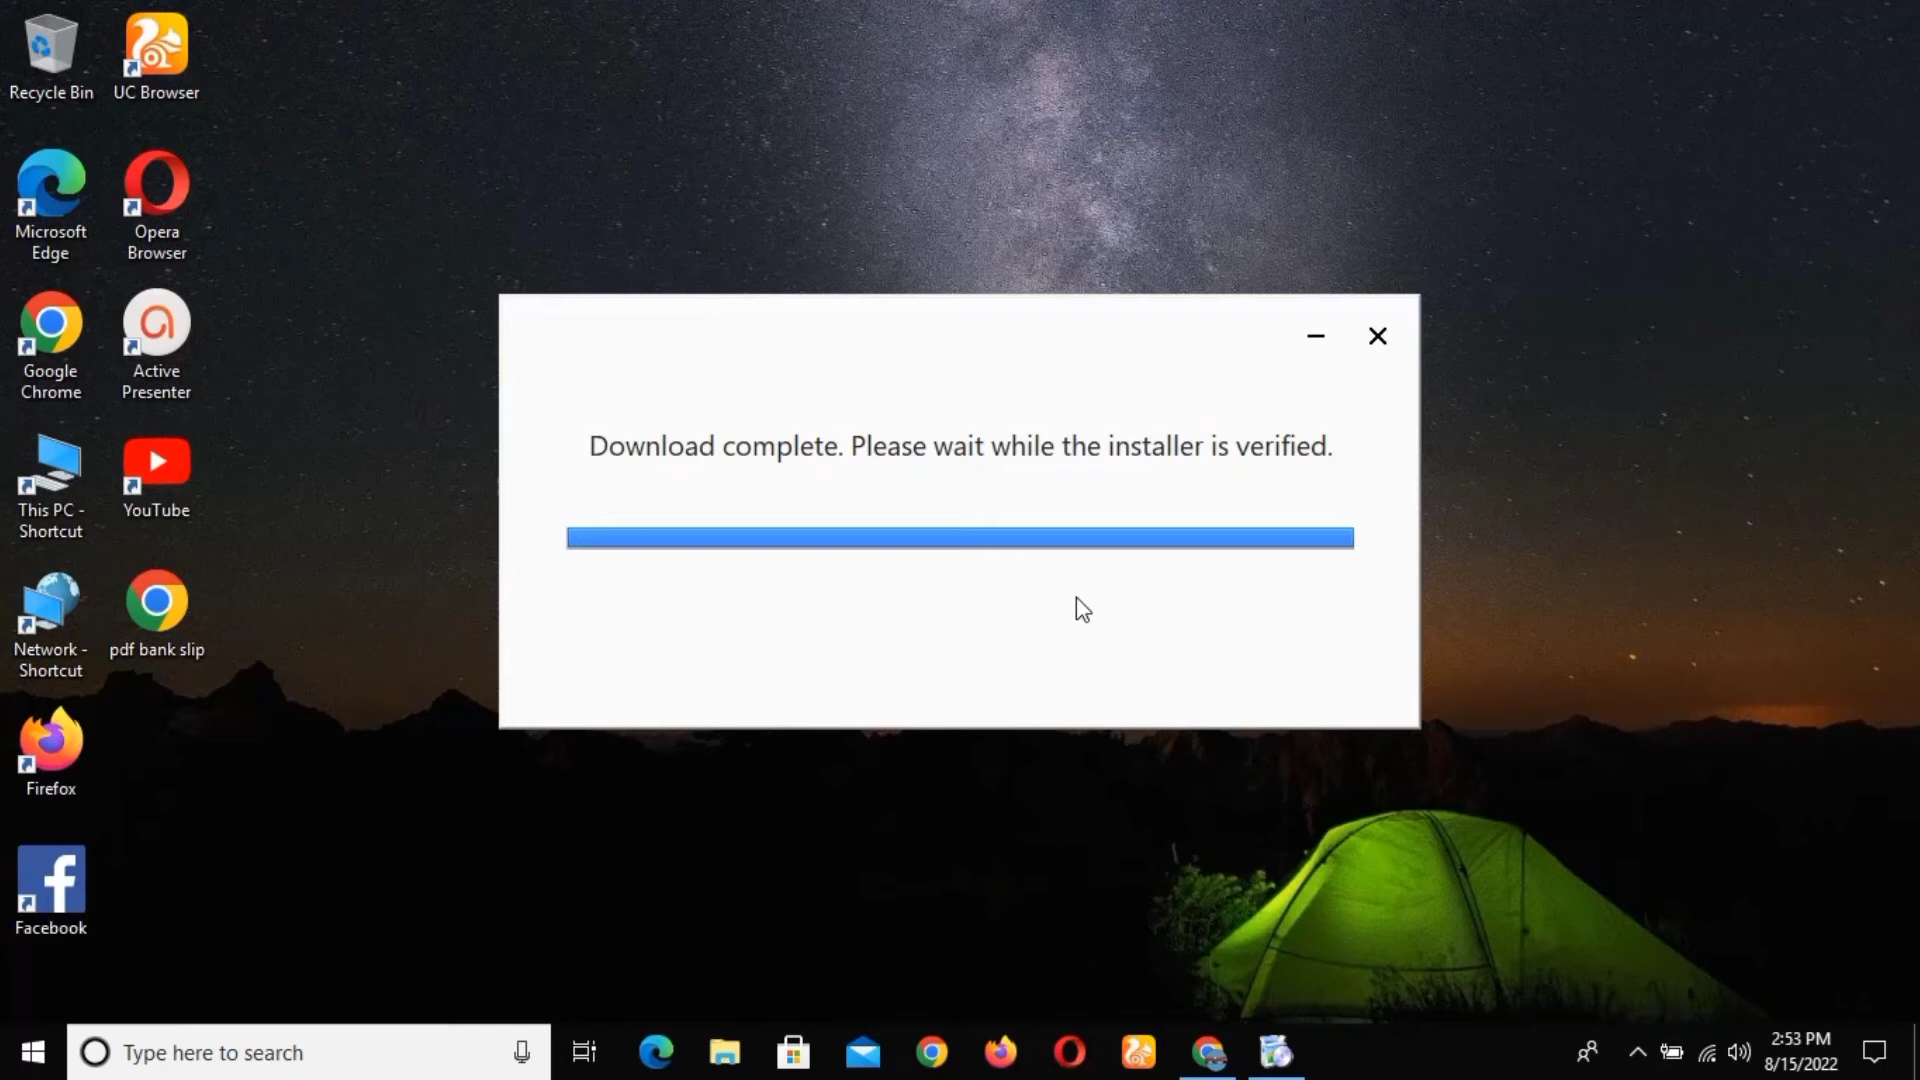 Recycle Bin
UC Browser
Microsoft
Edge
Opera
Browser
Google
Chrome
Active
Presenter
This PC -
Shortcut
YouTube
Network -
Shortcut
pdf bank slip
Firefox
Facebook
Download complete. Please wait while the installer is verified.
Type here to search
2:53 PM
8/15/2022